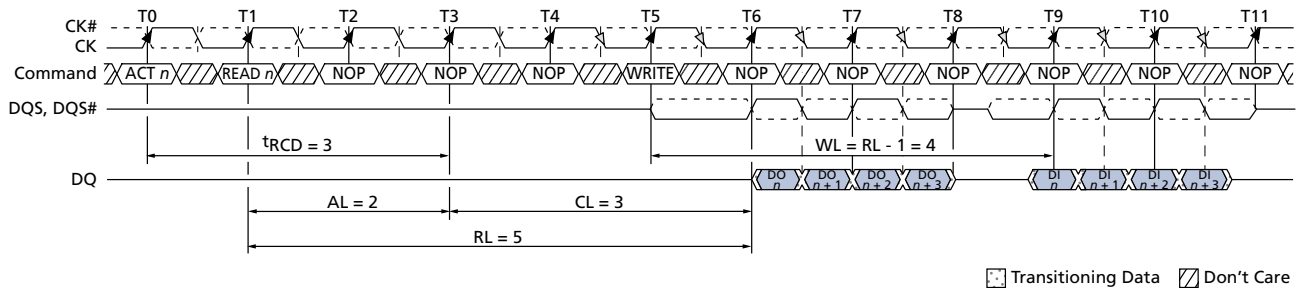 T0 T1 T2 T3 T4 T5 T6 T7 T8 T9 T10 T11
CK#
CK
Command ACT n READ n NOP NOP NOP WRITE NOP NOP NOP NOP NOP NOP
DQS, DQS#
tRCD = 3 WL = RL - 1 = 4
DQ DO n DO n + 1 DO n + 2 DO n + 3 DI n DI n + 1 DI n + 2 DI n + 3
AL = 2 CL = 3
RL = 5
Transitioning Data Don't Care